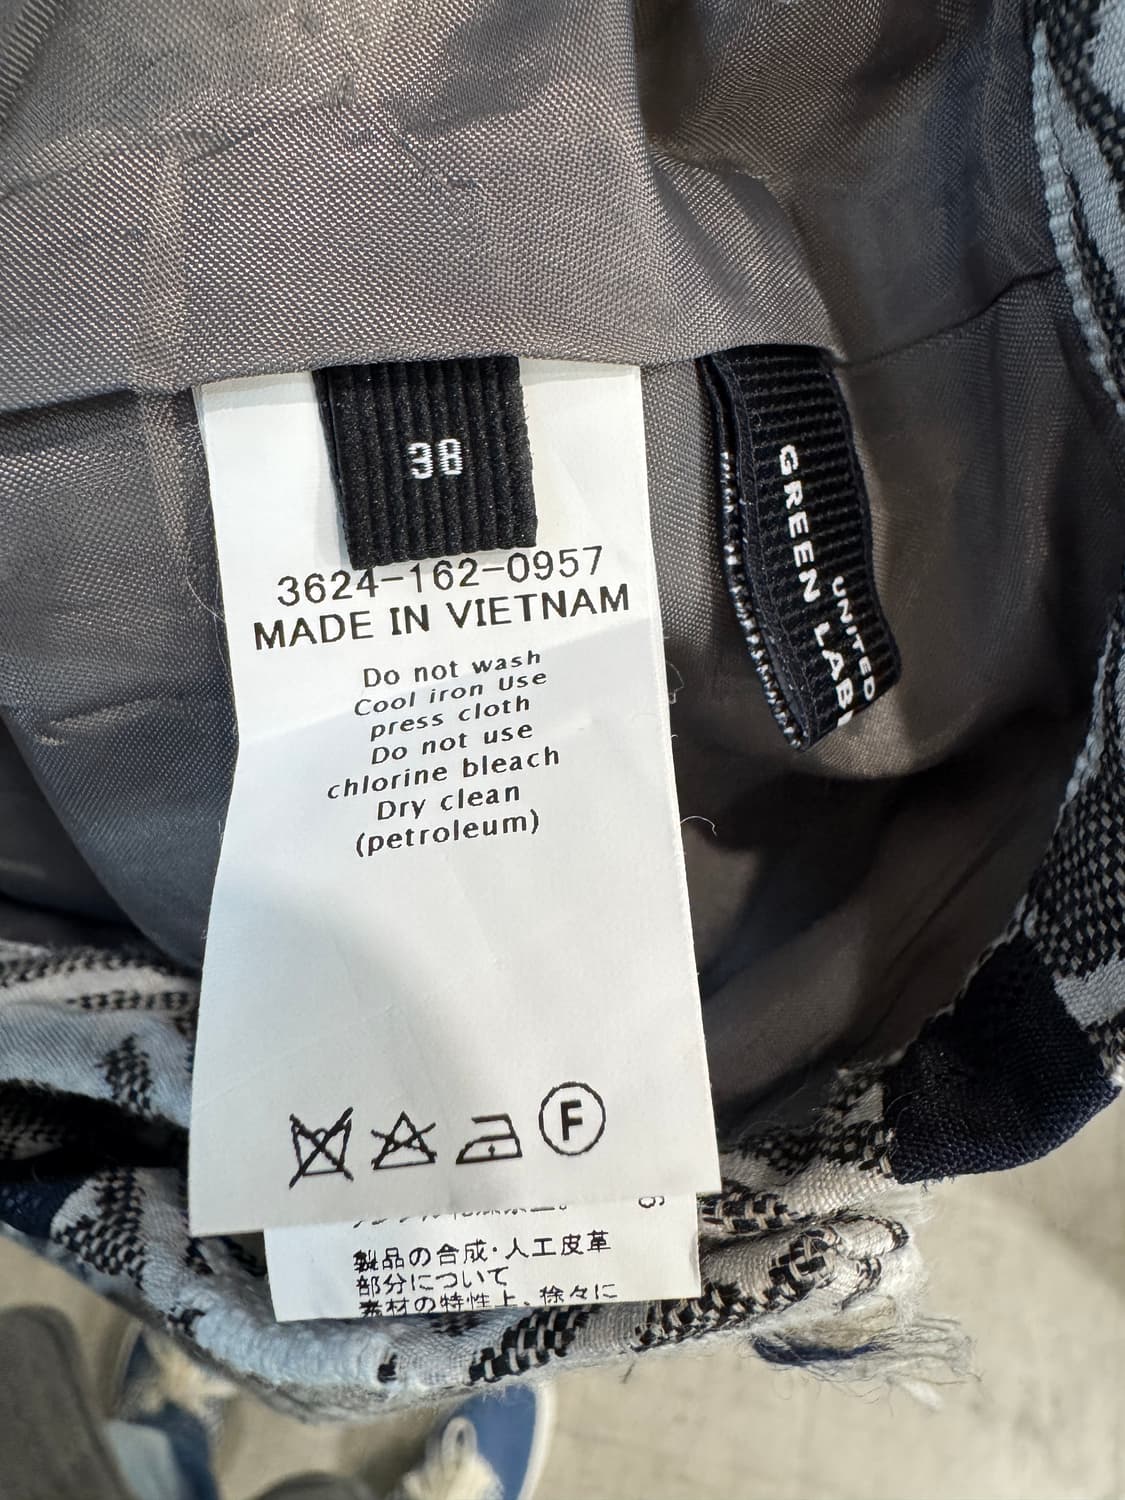 38
3624-162-0957
MADE IN VIETNAM
Do not wash
Cool iron use
press cloth
Do not use
chlorine bleach
Dry clean
(petroleum)
F
製品の合成・人工皮革
部分について
素材の特性上、徐々に
UNITED
GREEN LAB